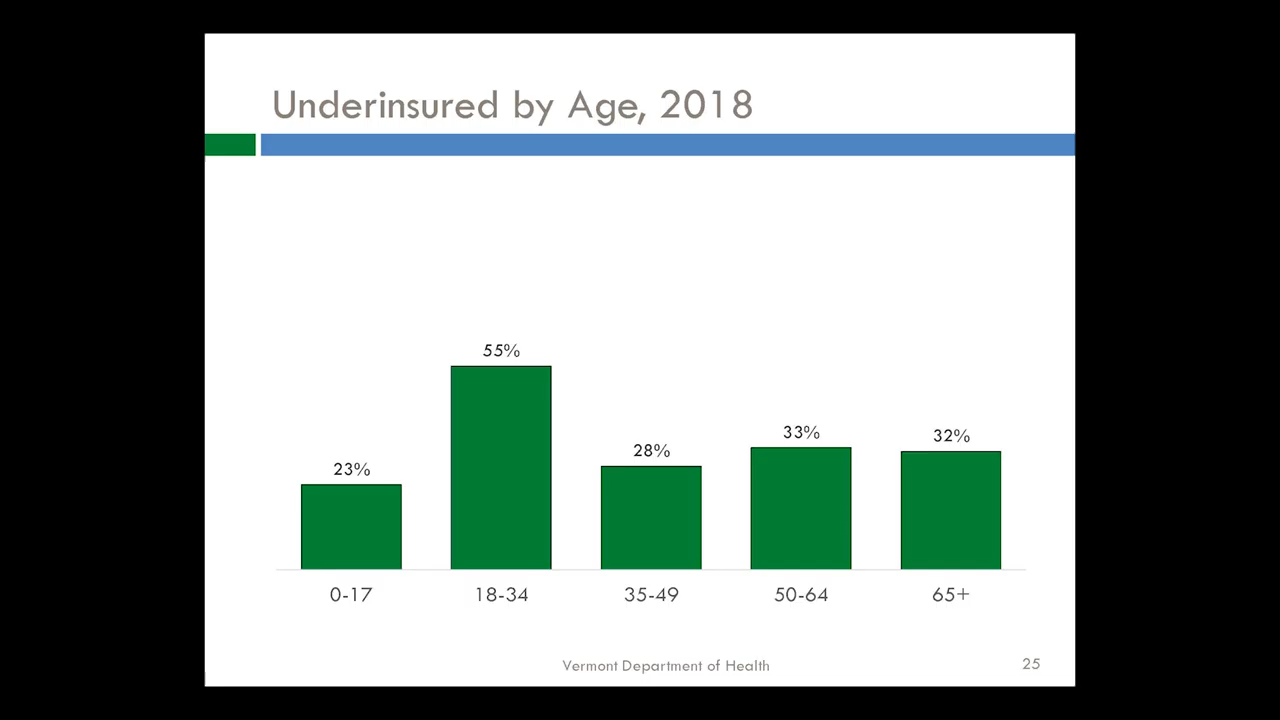 Underinsured by Age, 2018
55%
33%
32%
28%
23%
0-17 18-34 35-49 50-64 65+
Vermont Department of Health 25